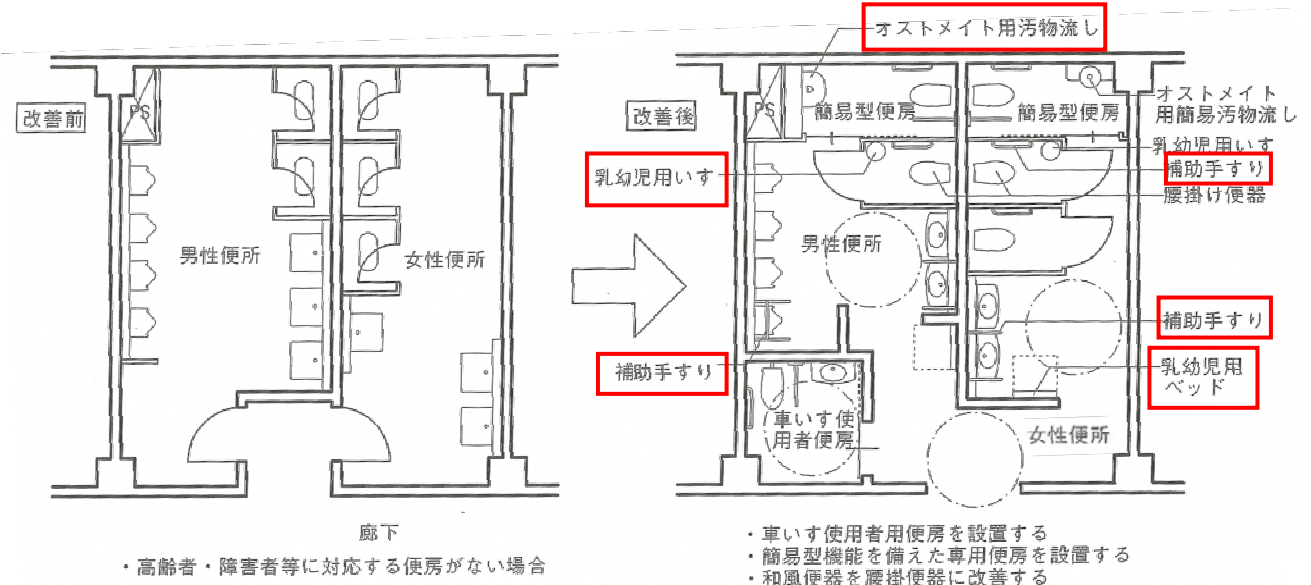 改善前
PS
男性便所
女性便所
廊下
・高齢者・障害者等に対応する便房がない場合
オストメイト用汚物流し
改善後
PS
簡易型便房
簡易型便房
オストメイト
用簡易汚物流し
乳幼児用いす
乳幼児用いす
補助手すり
腰掛け便器
男性便所
補助手すり
補助手すり
乳幼児用
ベッド
車いす使
用者便房
女性便所
・車いす使用者用便房を設置する
・簡易型機能を備えた専用便房を設置する
・和風便器を腰掛便器に改善する